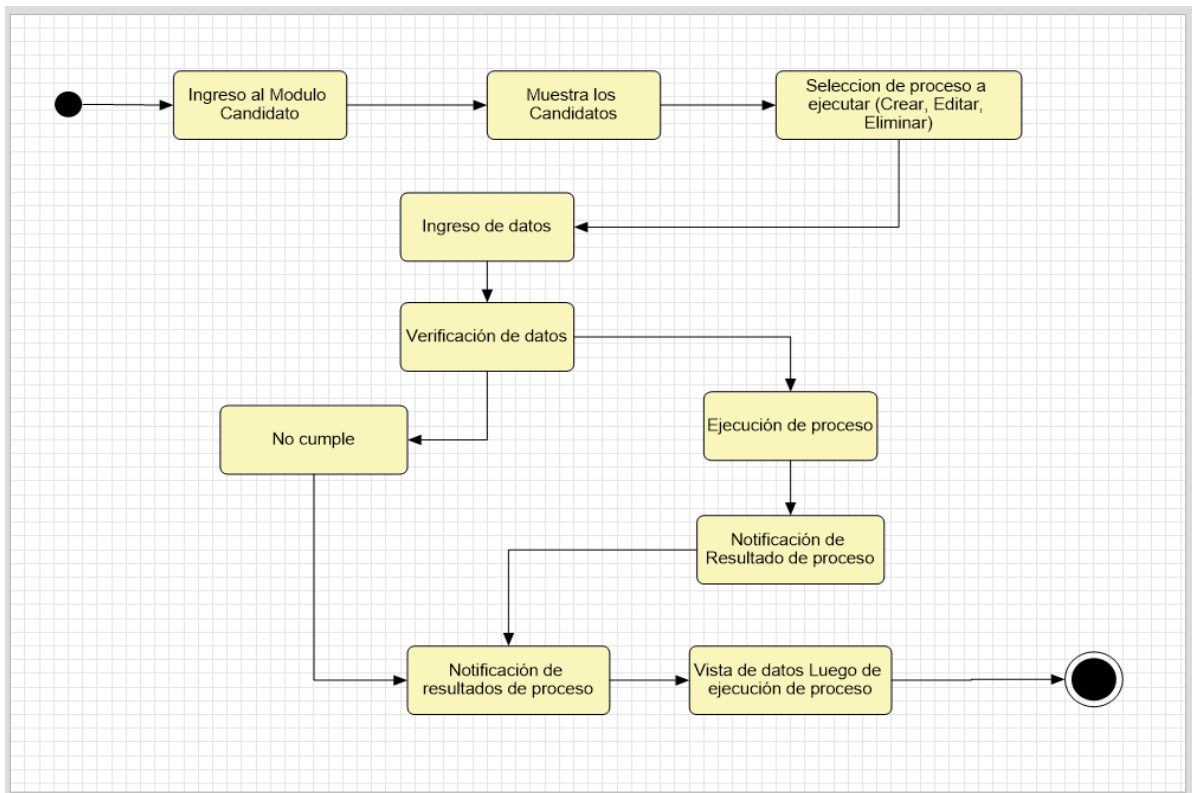 Ingreso al Modulo
Candidato
Muestra los
Candidatos
Seleccion de proceso a
ejecutar (Crear, Editar,
Eliminar)
Ingreso de datos
Verificación de datos
No cumple
Ejecución de proceso
Notificación de
Resultado de proceso
Notificación de
resultados de proceso
Vista de datos Luego de
ejecución de proceso